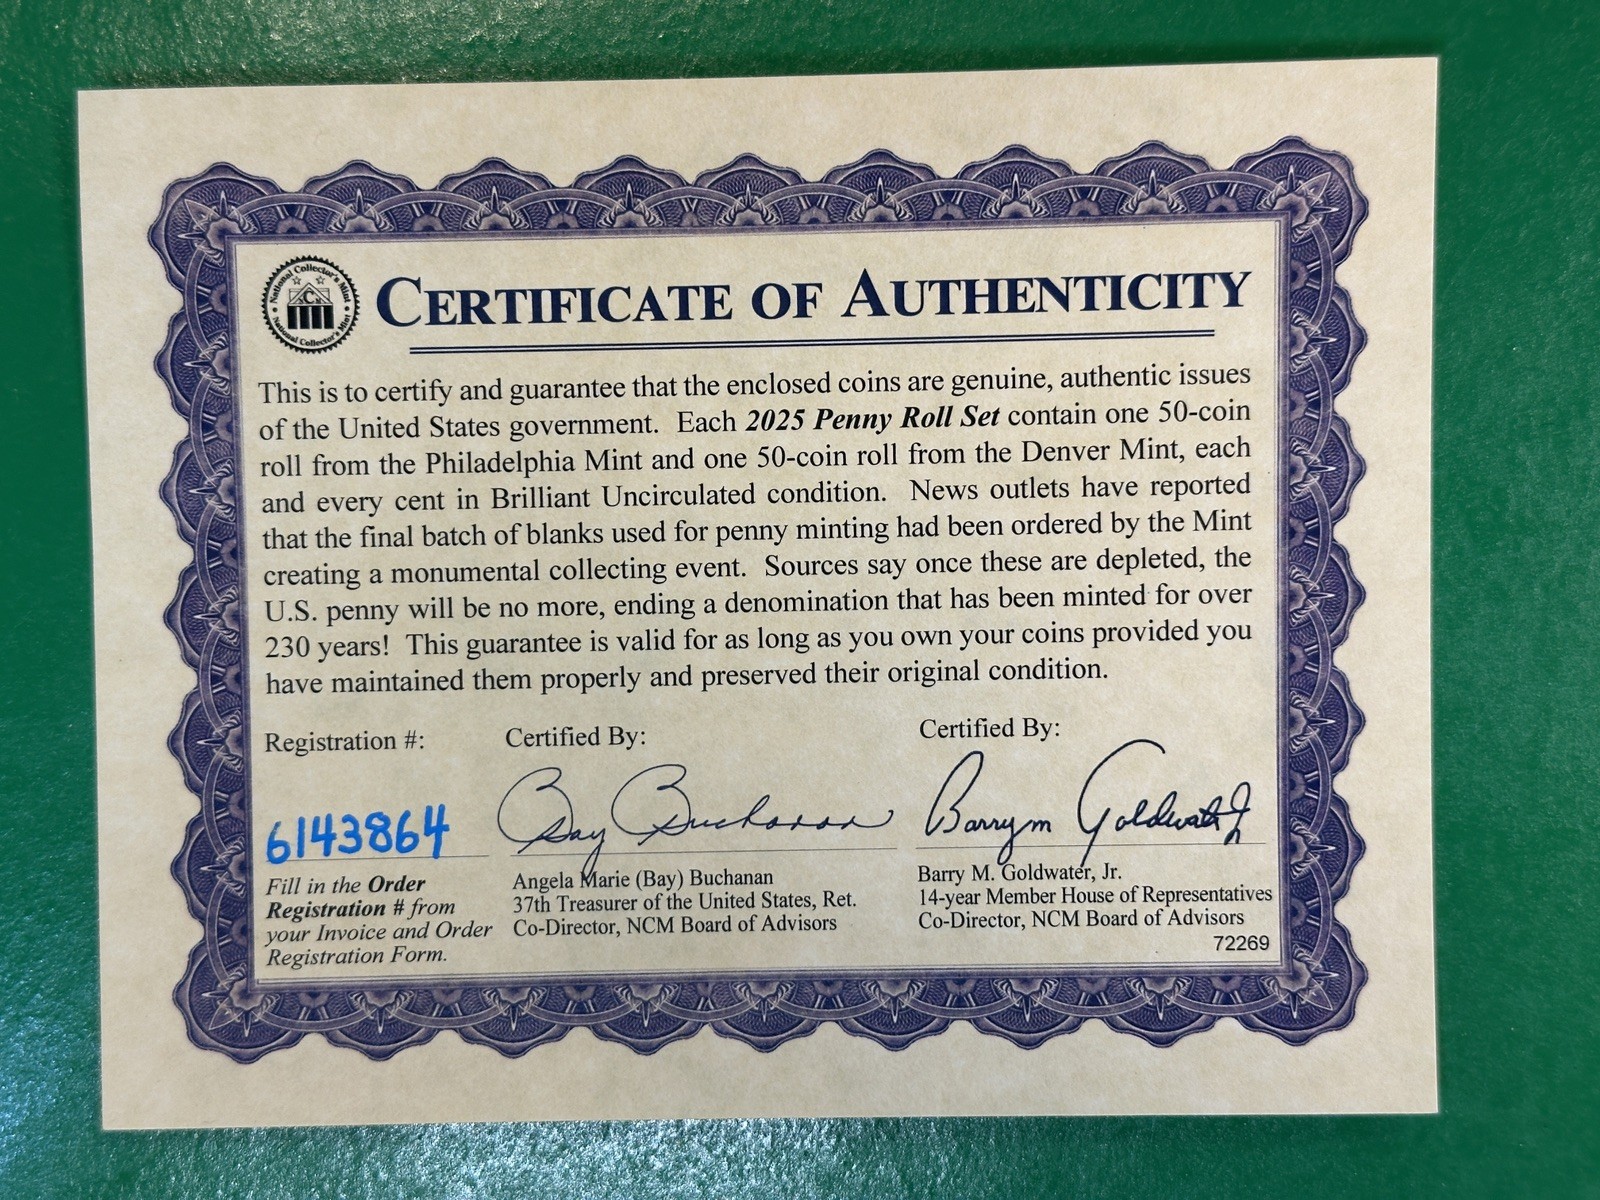 National Collector's Mint
CNM
National Collector's Mint
CERTIFICATE OF AUTHENTICITY
This is to certify and guarantee that the enclosed coins are genuine, authentic issues
of the United States government. Each 2025 Penny Roll Set contain one 50-coin
roll from the Philadelphia Mint and one 50-coin roll from the Denver Mint, each
and every cent in Brilliant Uncirculated condition. News outlets have reported
that the final batch of blanks used for penny minting had been ordered by the Mint
creating a monumental collecting event. Sources say once these are depleted, the
U.S. penny will be no more, ending a denomination that has been minted for over
230 years! This guarantee is valid for as long as you own your coins provided you
have maintained them properly and preserved their original condition.
Registration #:
6143864
Fill in the Order
Registration # from
your Invoice and Order
Registration Form.
Certified By:
Bay Buchanan
Angela Marie (Bay) Buchanan
37th Treasurer of the United States, Ret.
Co-Director, NCM Board of Advisors
Certified By:
Barry m Goldwater Jr
Barry M. Goldwater, Jr.
14-year Member House of Representatives
Co-Director, NCM Board of Advisors
72269